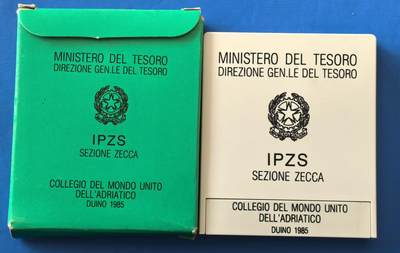 MINISTERO DEL TESORO
DIREZIONE GEN.LE DEL TESORO
IPZS
SEZIONE ZECCA
COLLEGIO DEL MONDO UNITO
DELL'ADRIATICO
DUINO 1985
MINISTERO DEL TESORO
DIREZIONE GEN.LE DEL TESORO
IPZS
SEZIONE ZECCA
COLLEGIO DEL MONDO UNITO
DELL'ADRIATICO
DUINO 1985